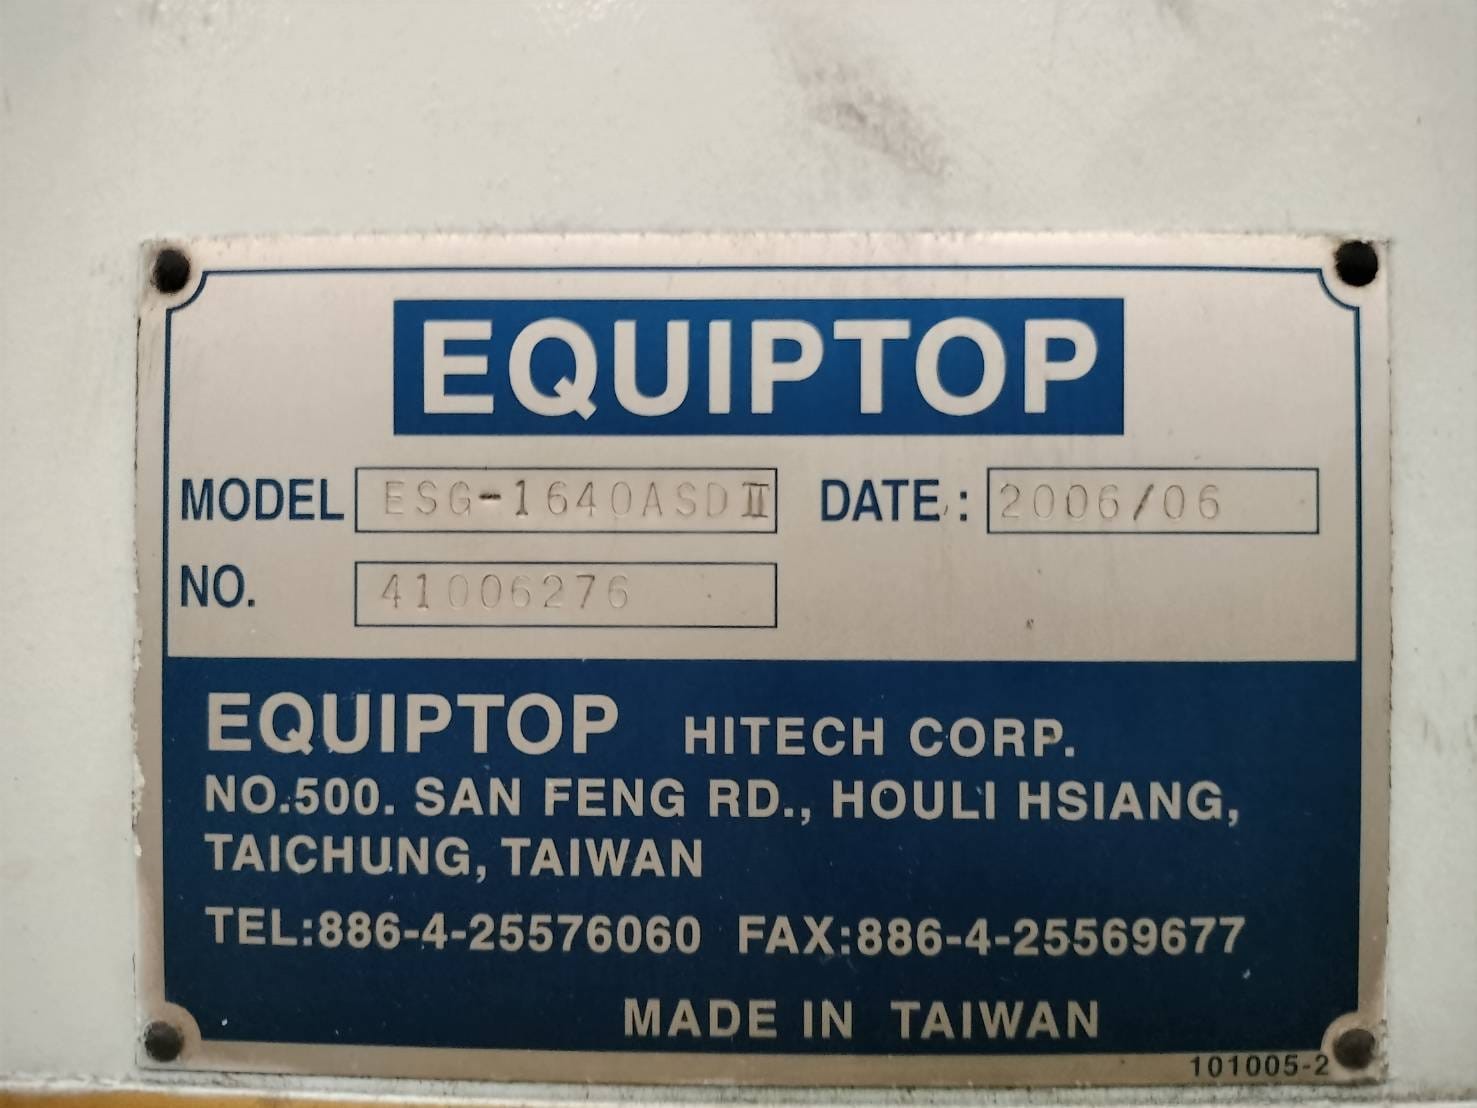 EQUIPTOP
MODEL ESG-1640ASDⅡ DATE: 2006/06
NO. 41006276
EQUIPTOP HITECH CORP.
NO.500. SAN FENG RD., HOULI HSIANG,
TAICHUNG, TAIWAN
TEL:886-4-25576060 FAX:886-4-25569677
MADE IN TAIWAN
101005-2